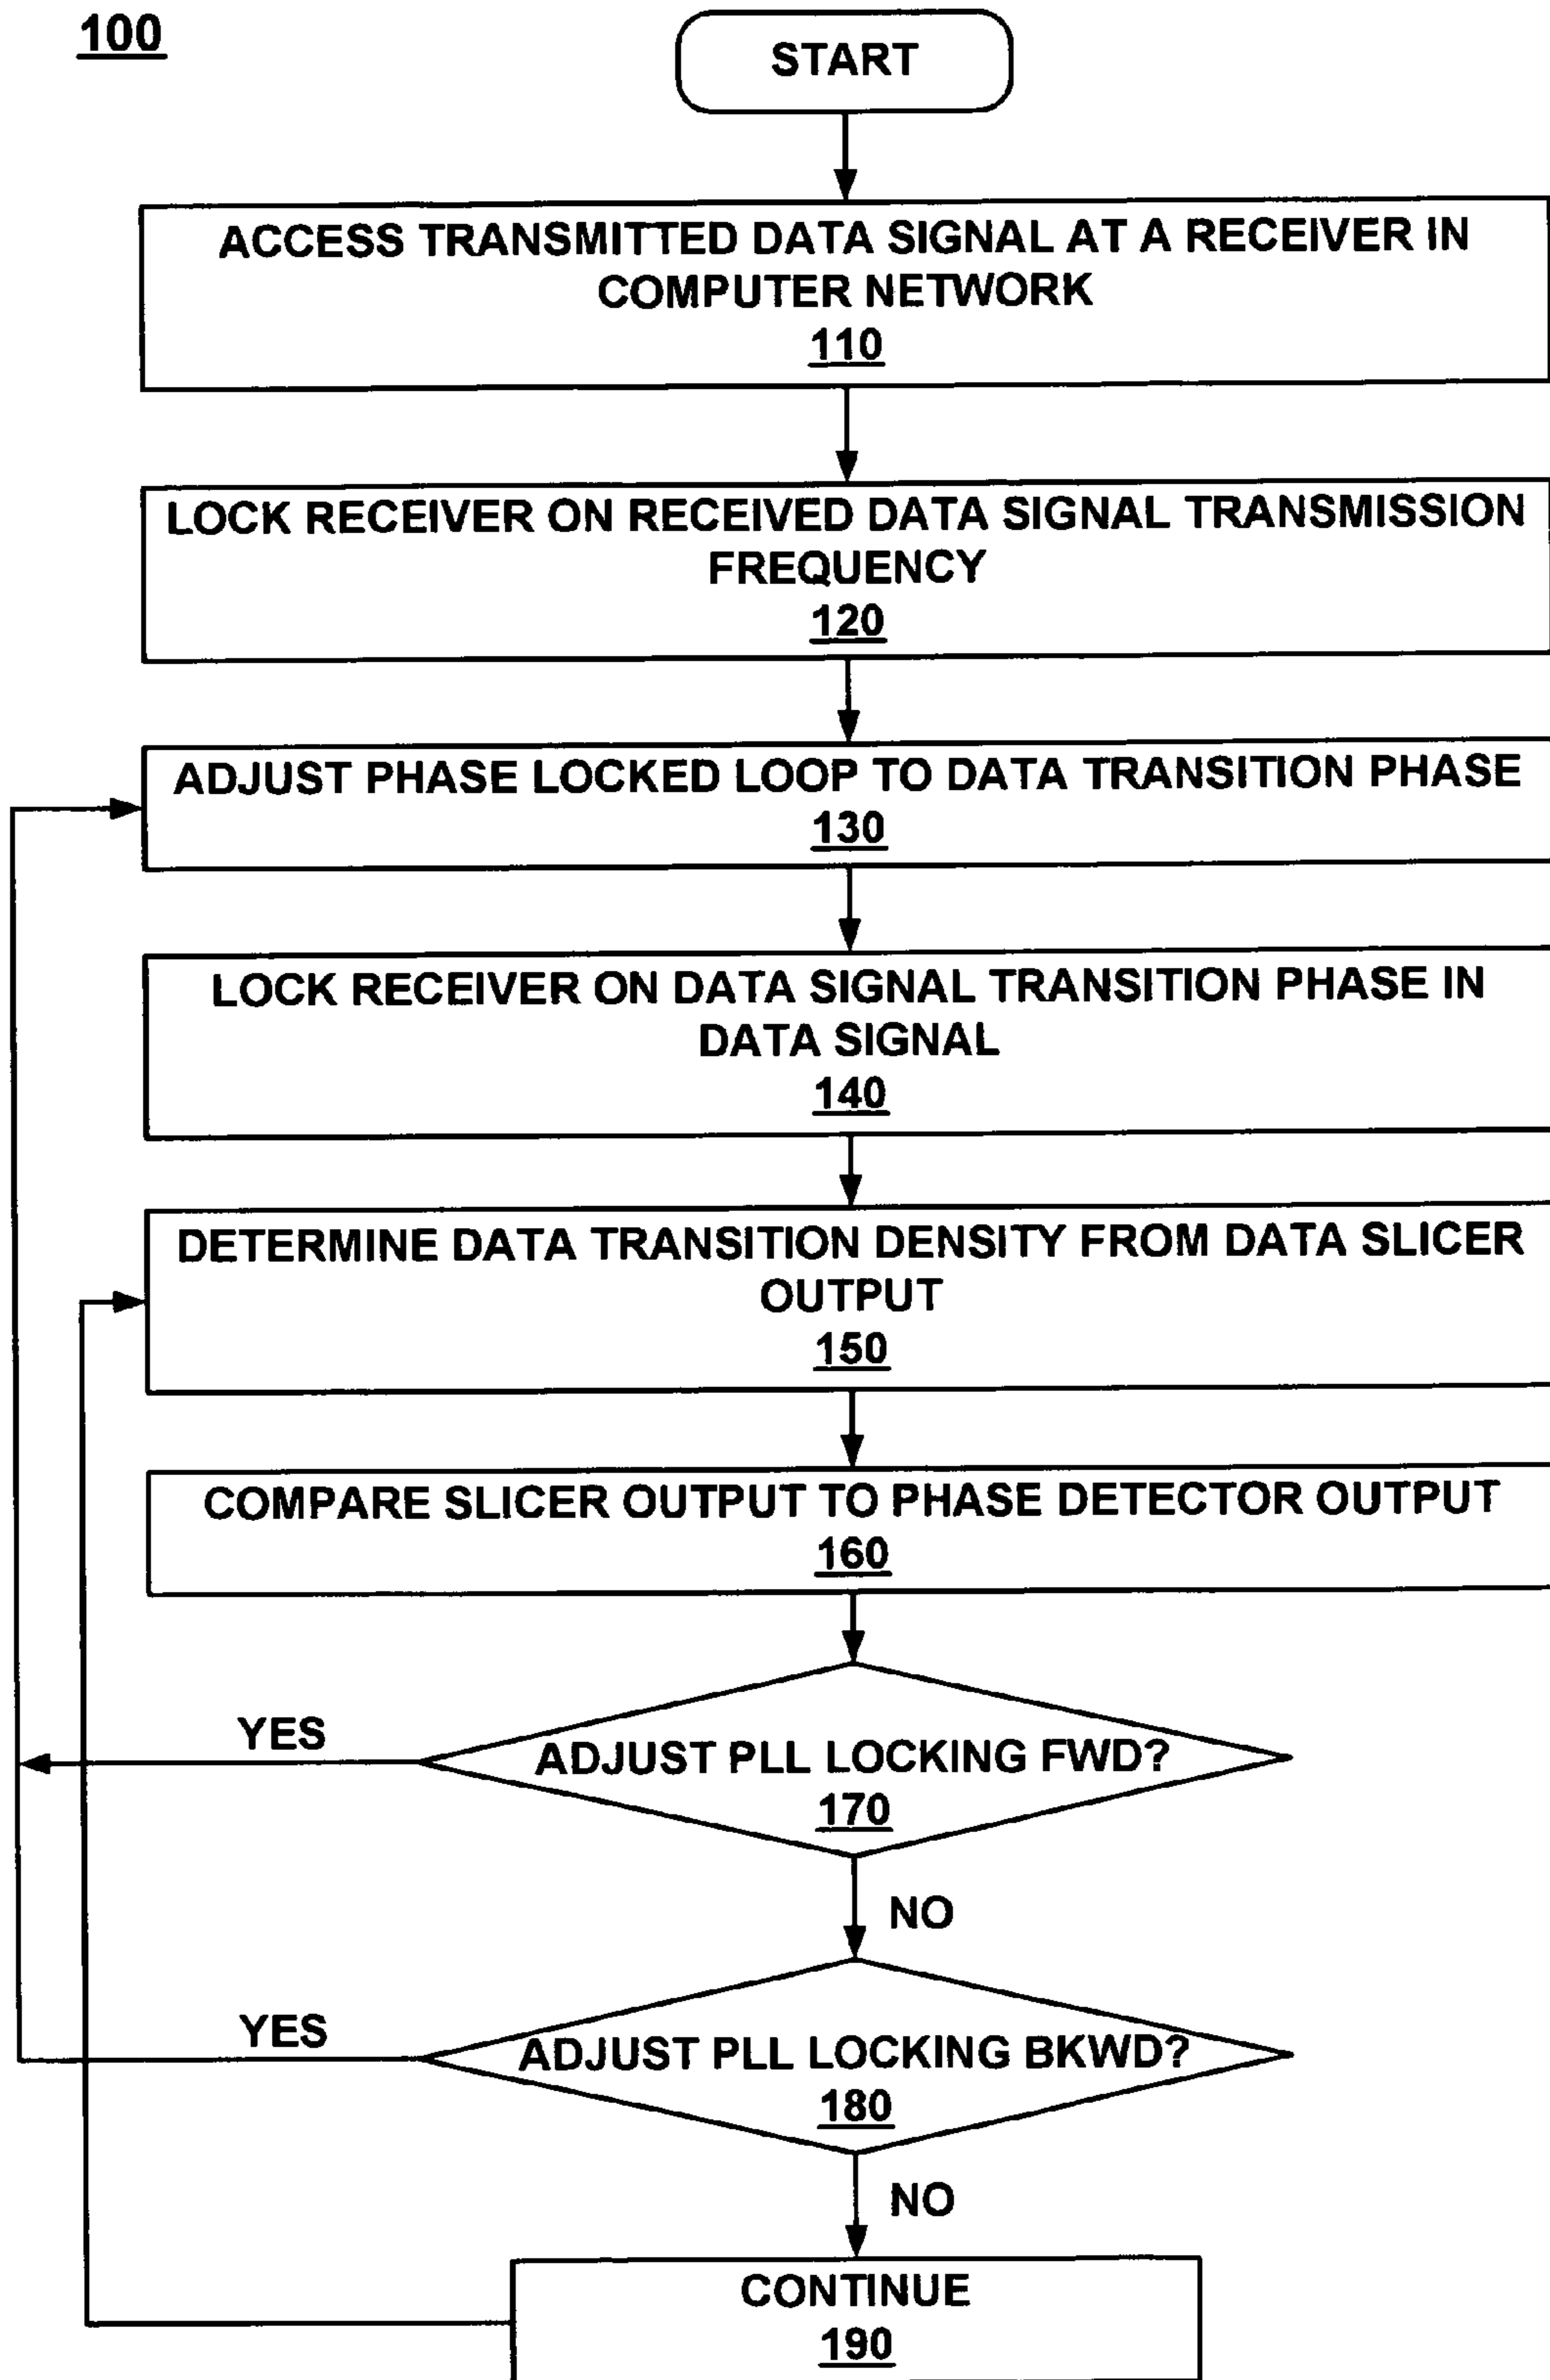 100
START
ACCESS TRANSMITTED DATA SIGNAL AT A RECEIVER IN
COMPUTER NETWORK
110
LOCK RECEIVER ON RECEIVED DATA SIGNAL TRANSMISSION
FREQUENCY
120
ADJUST PHASE LOCKED LOOP TO DATA TRANSITION PHASE
130
LOCK RECEIVER ON DATA SIGNAL TRANSITION PHASE IN
DATA SIGNAL
140
DETERMINE DATA TRANSITION DENSITY FROM DATA SLICER
OUTPUT
150
COMPARE SLICER OUTPUT TO PHASE DETECTOR OUTPUT
160
YES
ADJUST PLL LOCKING FWD?
170
NO
YES
ADJUST PLL LOCKING BKWD?
180
NO
CONTINUE
190